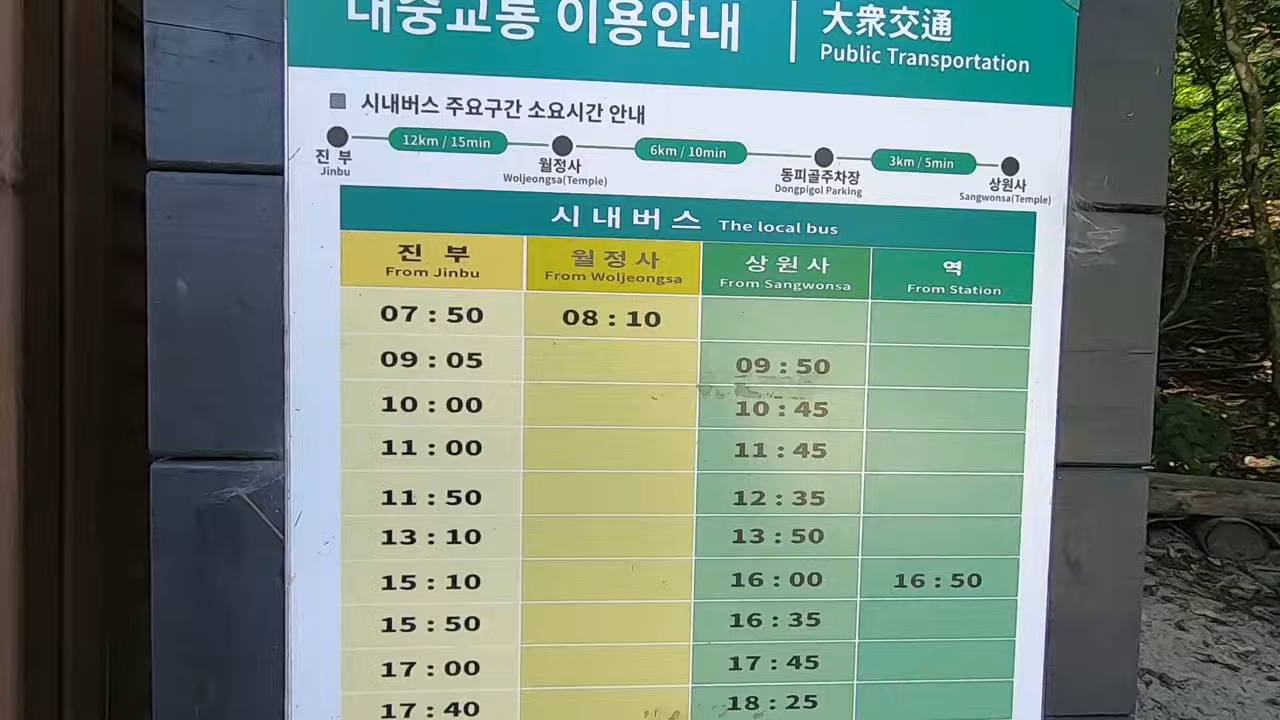 대중교통 이용안내
大衆交通
Public Transportation
시내버스 주요구간 소요시간 안내
12km / 15min
6km / 10min
3km / 5min
진 부
Jinbu
월정사
Woljeongsa(Temple)
동피골주차장
Dongpigol Parking
상원사
Sangwonsa(Temple)
시내버스 The local bus
진 부 월정사 상원사 역
From Jinbu From Woljeongsa From Sangwonsa From Station
07 : 50 08 : 10
09 : 05 09 : 50
10 : 00 10 : 45
11 : 00 11 : 45
11 : 50 12 : 35
13 : 10 13 : 50
15 : 10 16 : 00 16 : 50
15 : 50 16 : 35
17 : 00 17 : 45
17 : 40 18 : 25